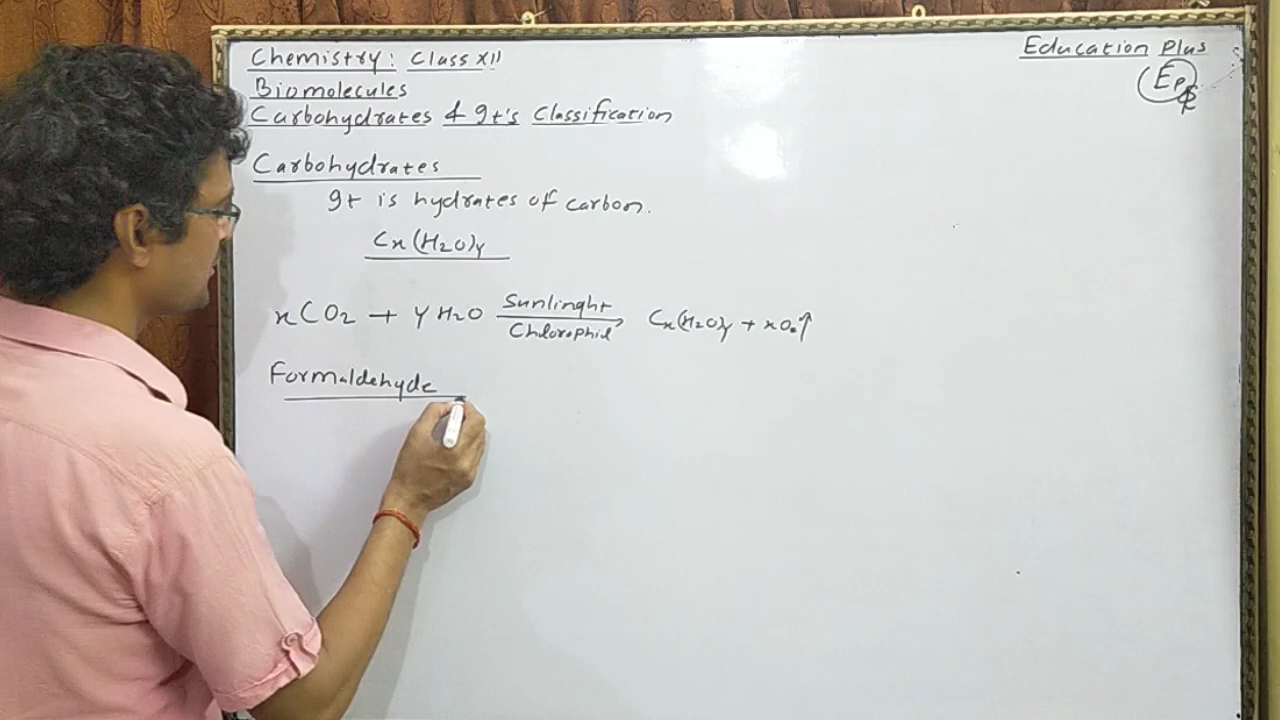 Chemistry: Class XII
Education Plus
Ep
Biomolecules
Carbohydrates & It's Classification
Carbohydrates
It is hydrates of carbon.
Cx(H2O)y
xCO2 + yH2O Sunlinght Chlorophil → Cx(H2O)y + xO2↑
Formaldehyde